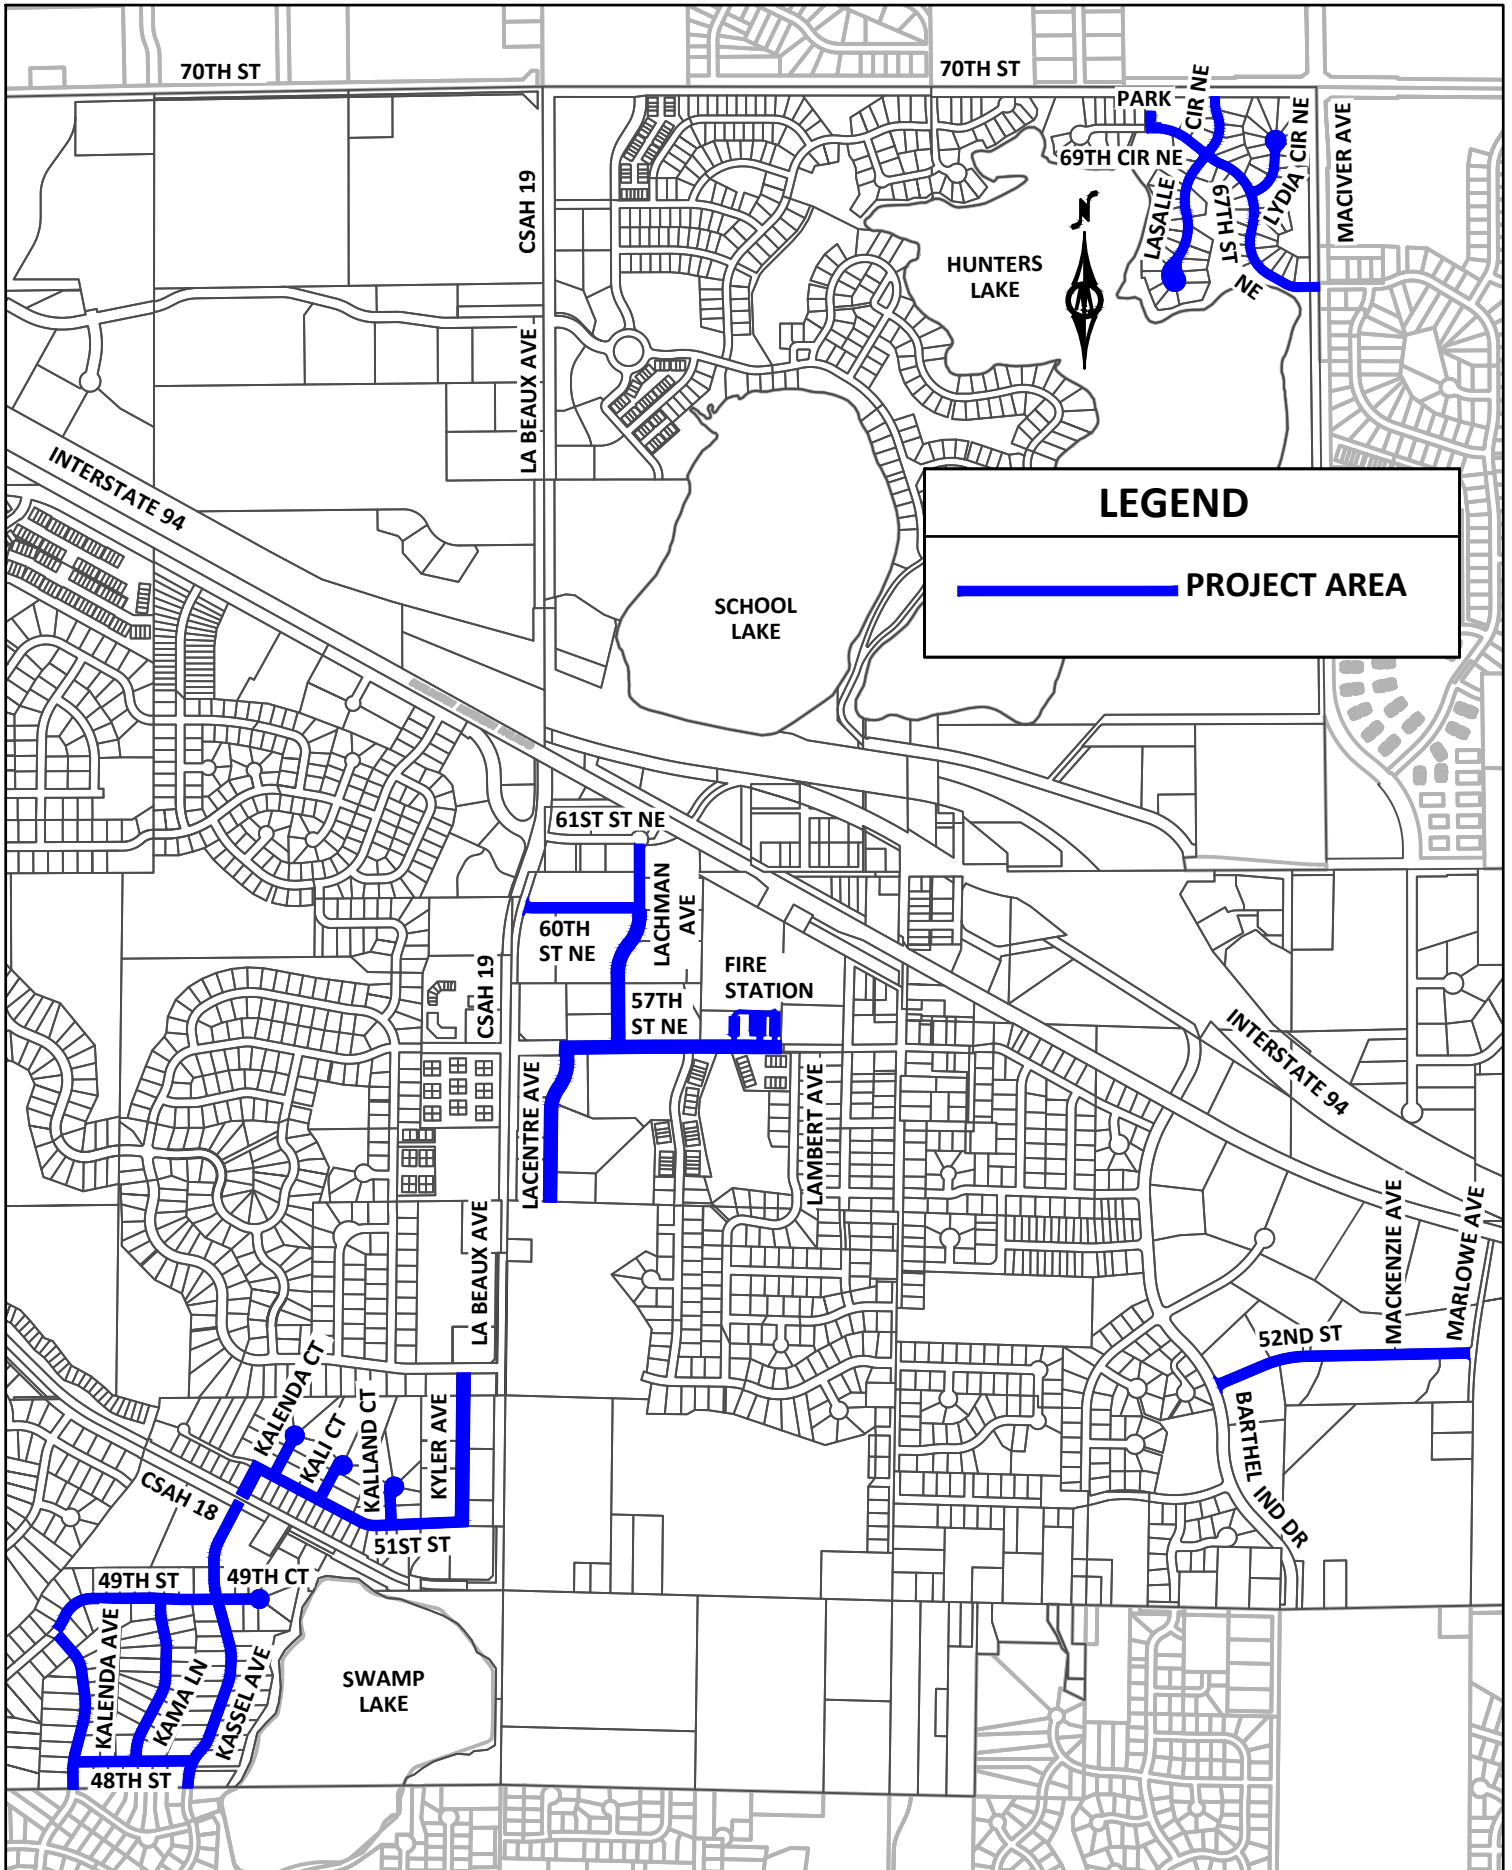 70TH ST
70TH ST
PARK
CIR NE
69TH CIR NE
LASALLE
67TH ST
NE
LYDIA CIR NE
MACIVER AVE
CSAH 19
N
HUNTERS
LAKE
LA BEAUX AVE
INTERSTATE 94
LEGEND
PROJECT AREA
SCHOOL
LAKE
61ST ST NE
LACHMAN
AVE
60TH
ST NE
CSAH 19
FIRE
STATION
57TH
ST NE
LACENTRE AVE
LAMBERT AVE
INTERSTATE 94
LA BEAUX AVE
MACKENZIE AVE
MARLOWE AVE
52ND ST
BARTHEL IND DR
KALENDA CT
KALI CT
KALLAND CT
KYLER AVE
CSAH 18
51ST ST
49TH ST
49TH CT
KALENDA AVE
KAMA LN
KASSEL AVE
SWAMP
LAKE
48TH ST